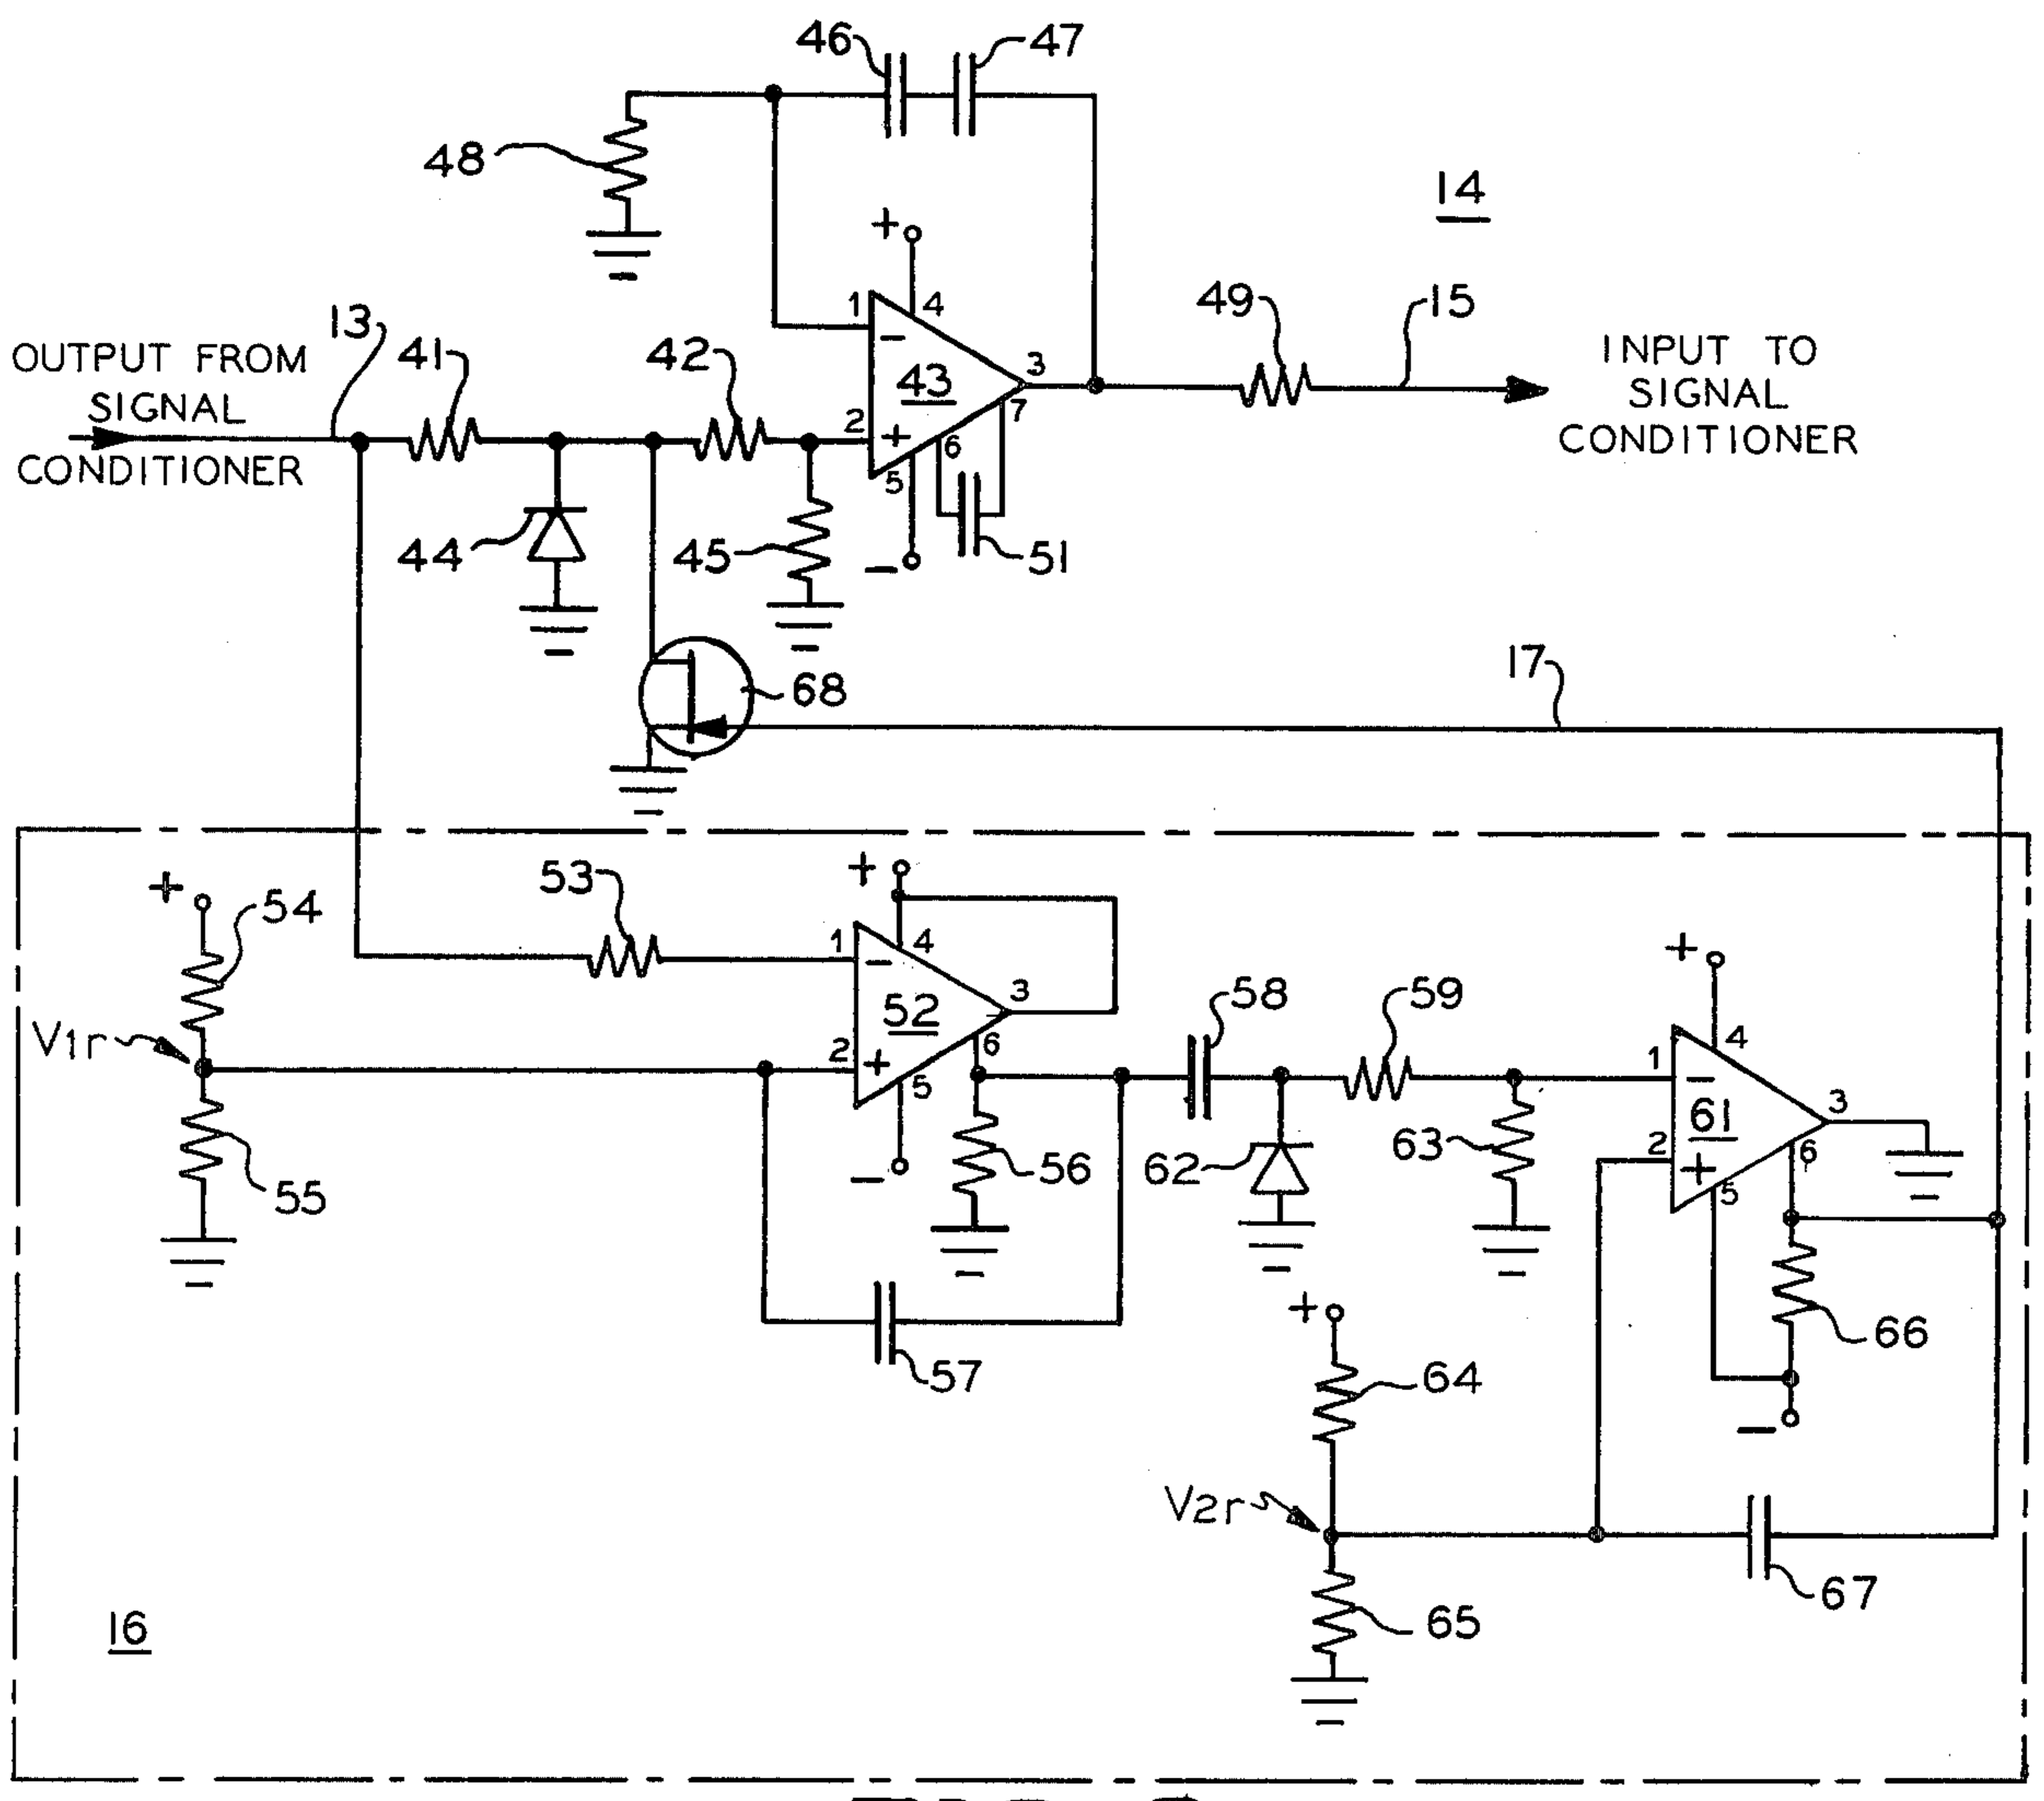 46 47
48
14
+
1 4
13 41 42 49 15
OUTPUT FROM
SIGNAL
CONDITIONER
−
43
3
2 + 6 7
5
INPUT TO
SIGNAL
CONDITIONER
44 45 − 51
68
17
+ 54 53 +
1 4
−
52
3
V1r
2 + 6
5
58 59 +
1 4
−
61
3
55 − 56 62 63
2 + 6
5
57
+ 64 66
−
V2r
67
65
16